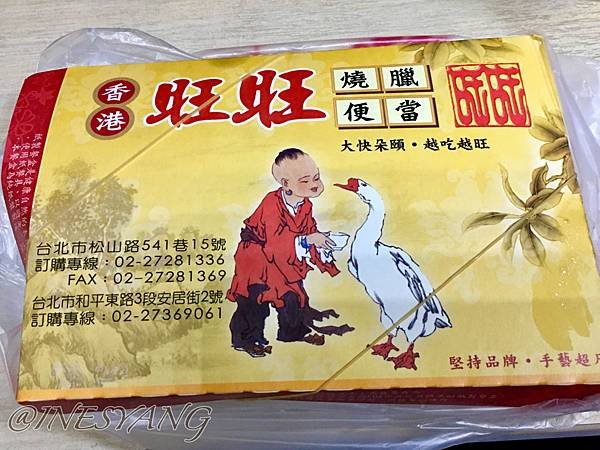 香港
旺旺
燒臘
便當
旺旺
大快朵頤・越吃越旺
台北市松山路541巷15號
訂購專線：02-27281336
FAX：02-27281369
台北市和平東路3段安居街2號
訂購專線：02-27369061
堅持品牌・手藝超
@INESYANG